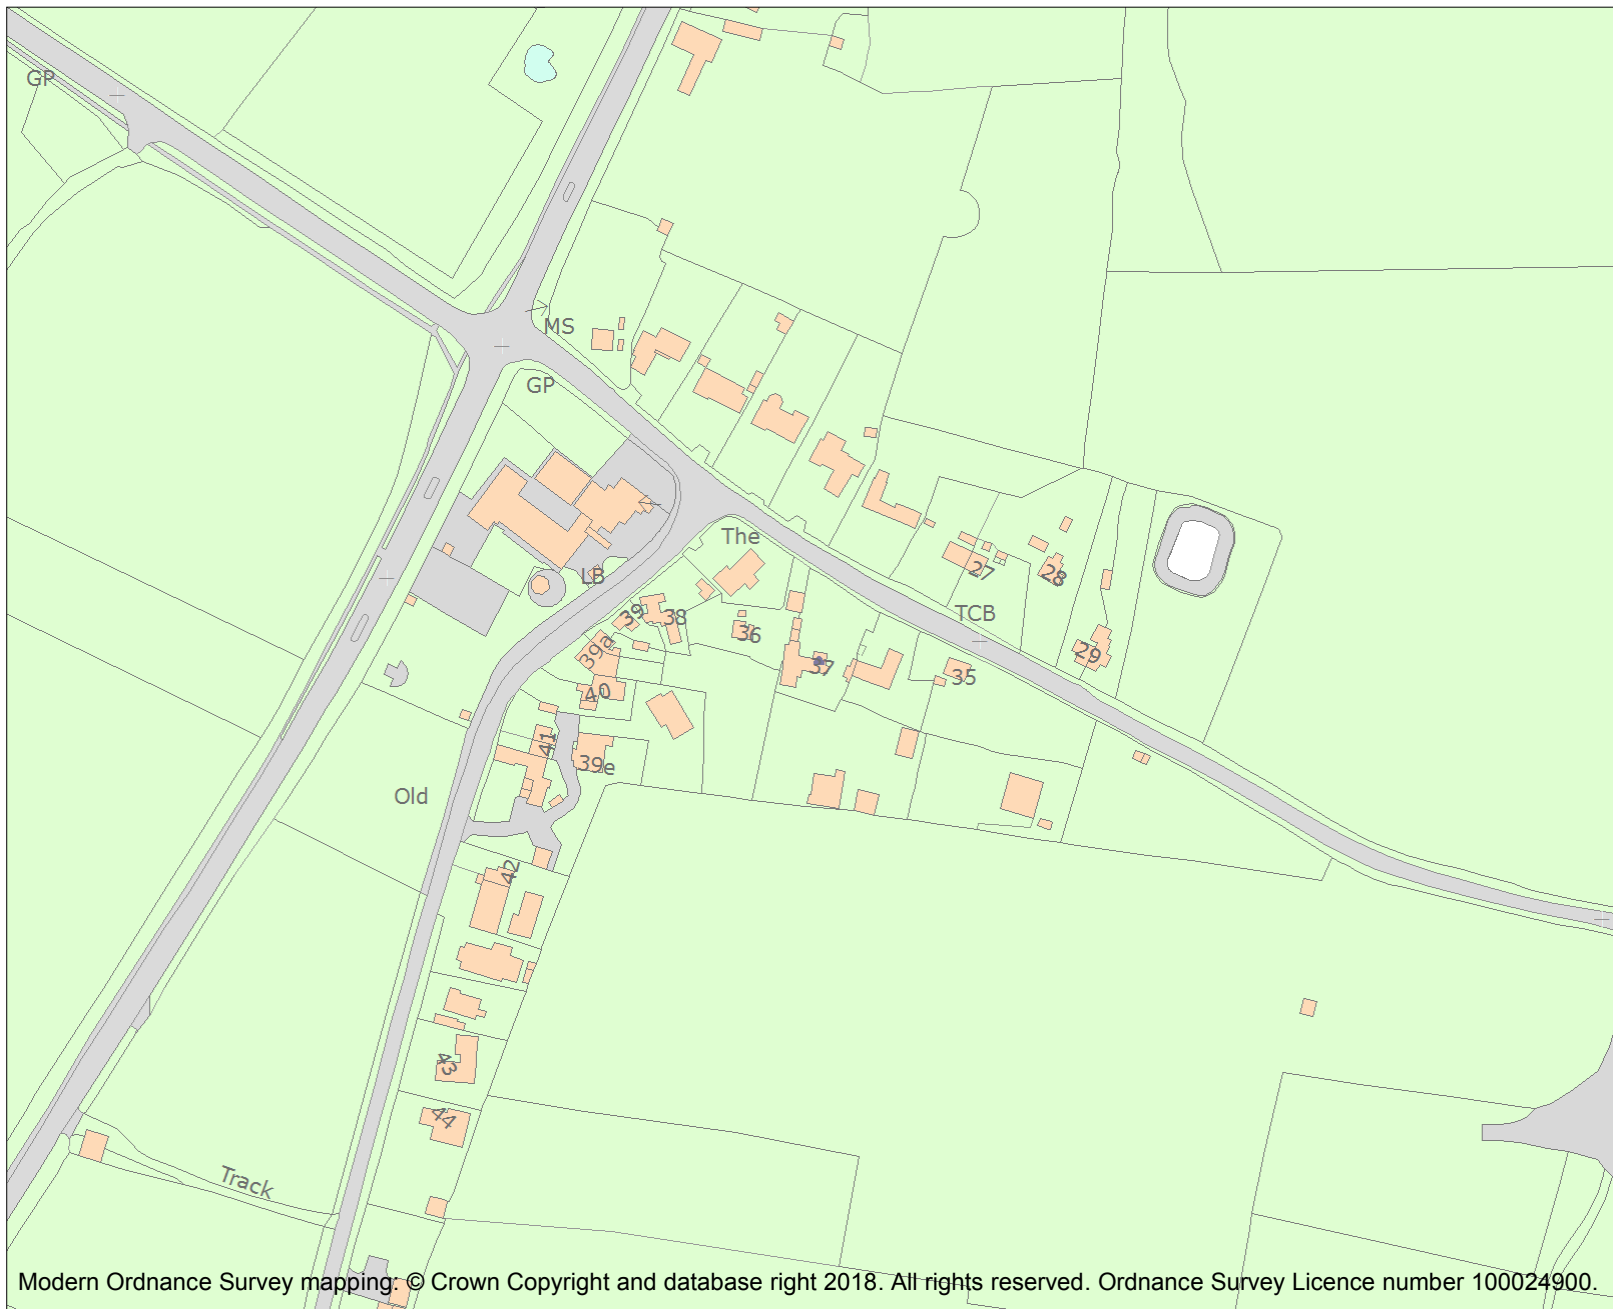 GP
MS
GP
The
LB
27
28
TCB
39
38
36
39a
29
37
35
40
41
39e
Old
42
43
44
Track
Modern Ordnance Survey mapping: © Crown Copyright and database right 2018. All rights reserved. Ordnance Survey Licence number 100024900.